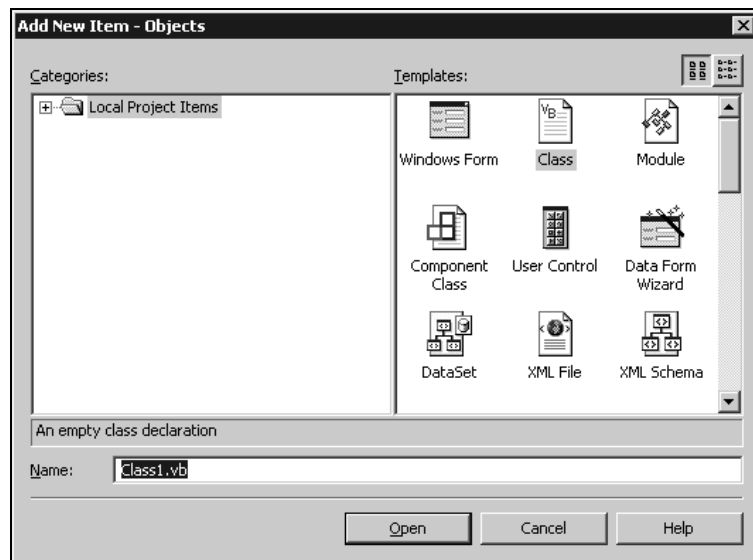 Add New Item - Objects
Categories:
Templates:
Local Project Items
Windows Form
Class
Module
Component
Class
User Control
Data Form
Wizard
DataSet
XML File
XML Schema
An empty class declaration
Name:
Class1.vb
Open
Cancel
Help